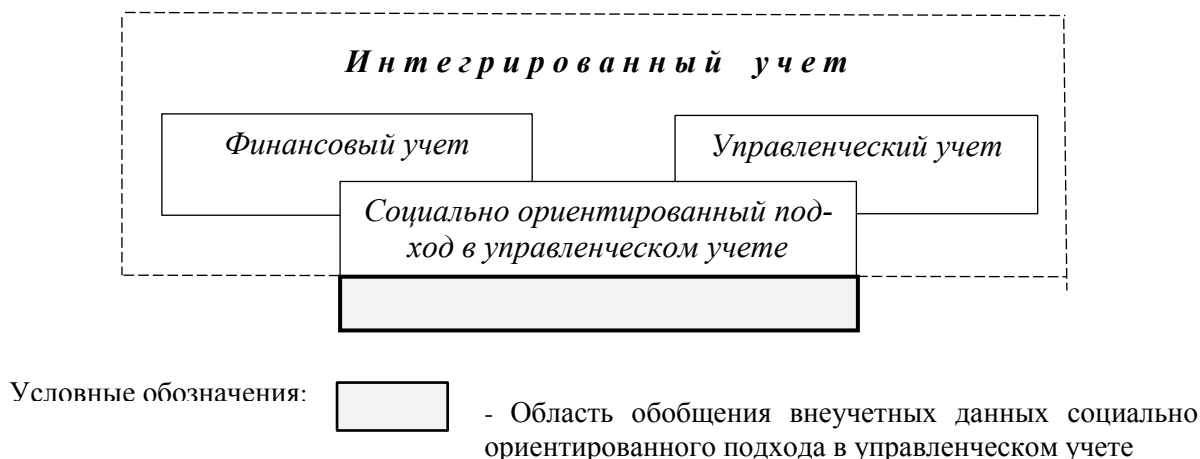 Интегрированный учет
Финансовый учет
Управленческий учет
Социально ориентированный под-
ход в управленческом учете
Условные обозначения:
- Область обобщения внеучетных данных социально
ориентированного подхода в управленческом учете